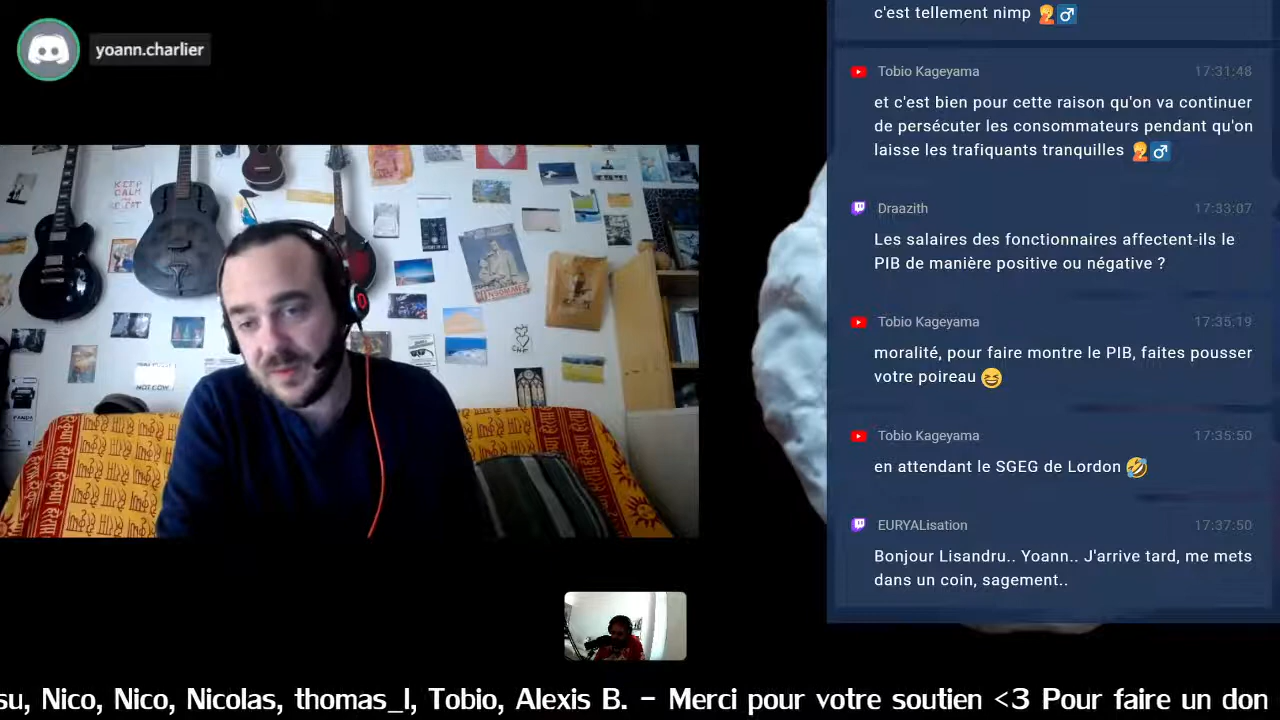 yoann.charlier
c'est tellement nimp 🤦‍♂️
Tobio Kageyama 17:31:48
et c'est bien pour cette raison qu'on va continuer
de persécuter les consommateurs pendant qu'on
laisse les trafiquants tranquilles 🤦‍♂️
Draazith 17:33:07
Les salaires des fonctionnaires affectent-ils le
PIB de manière positive ou négative ?
Tobio Kageyama 17:35:19
moralité, pour faire montre le PIB, faites pousser
votre poireau 😆
Tobio Kageyama 17:35:50
en attendant le SGEG de Lordon 🤣
EURYALisation 17:37:50
Bonjour Lisandru.. Yoann.. J'arrive tard, me mets
dans un coin, sagement..
KEEP
CALM
su, Nico, Nico, Nicolas, thomas_l, Tobio, Alexis B. – Merci pour votre soutien <3 Pour faire un don